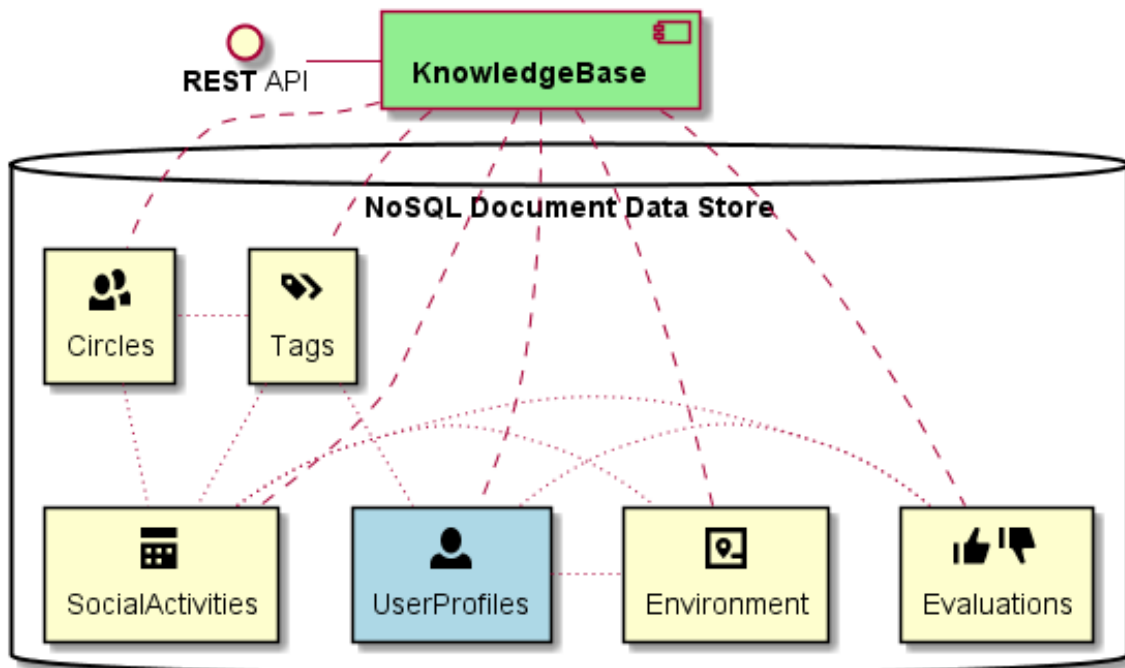 KnowledgeBase
REST API
NoSQL Document Data Store
Circles
Tags
SocialActivities
UserProfiles
Environment
Evaluations